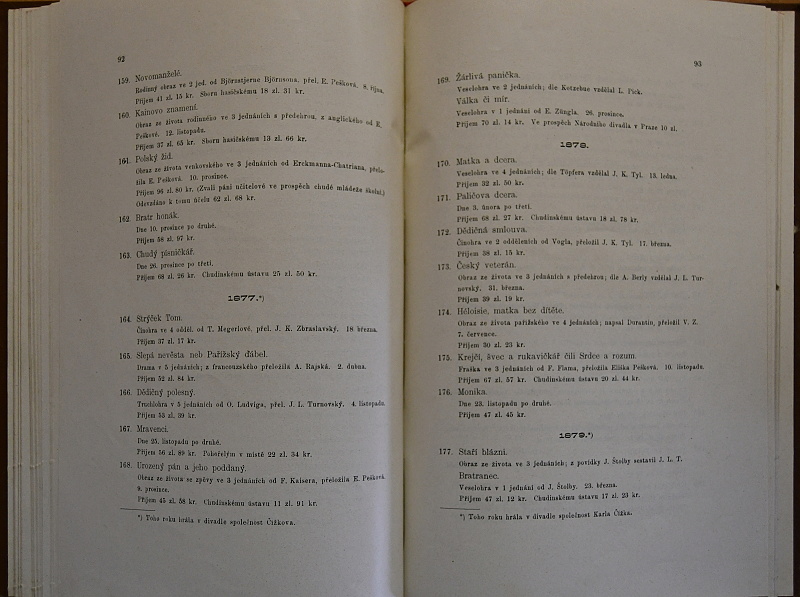 92
159. Novomanželé.
Rodinný obraz ve 2 jed. od Björnstjerne Björnsona, přel. E. Pešková. 8. října.
Příjem 41 zl. 15 kr. Sboru hasičskému 18 zl. 31 kr.
160. Kainovo znamení.
Obraz ze života rodinného ve 3 jednáních s předehrou, z anglického od E.
Peškové. 12. listopadu.
Příjem 37 zl. 65 kr. Sboru hasičskému 13 zl. 66 kr.
161. Polský žid.
Obraz ze života venkovského ve 3 jednáních od Erckmanna-Chatriana, přelo-
žila E. Pešková. 10. prosince.
Příjem 96 zl. 80 kr. (Zvali páni učitelové ve prospěch chudé mládeže školní.)
Odevzdáno k tomu účelu 62 zl. 68 kr.
162. Bratr honák.
Dne 10. prosince po druhé.
Příjem 58 zl. 97 kr.
163. Chudý písničkář.
Dne 26. prosince po třetí.
Příjem 68 zl. 26 kr. Chudinskému ústavu 25 zl. 50 kr.
1877.*)
164. Strýček Tom.
Činohra ve 4 odděl. od T. Megerlové, přel. J. K. Zbraslavský. 18 března.
Příjem 37 zl. 17 kr.
165. Slepá nevěsta neb Pařížský ďábel.
Drama v 5 jednáních; z francouzského přeložila A. Rajská. 2. dubna.
Příjem 52 zl. 84 kr.
166. Dědičný polesný.
Truchlohra v 5 jednáních od O. Ludviga, přel. J. L. Turnovský. 4. listopadu.
Příjem 53 zl. 39 kr.
167. Mravenci.
Dne 25. listopadu po druhé.
Příjem 56 zl. 89 kr. Pohořelým v místě 22 zl. 34 kr.
168. Urozený pán a jeho poddaný.
Obraz ze života se zpěvy ve 3 jednáních od F. Kaisera, přeložila E. Pešková.
9. prosince.
Příjem 45 zl. 58 kr. Chudinskému ústavu 11 zl. 91 kr.
*) Toho roku hrála v divadle společnost Čížkova.
93
169. Žárlivá panička.
Veselohra ve 2 jednáních; dle Kotzebue vzdělal L. Pick.
Válka či mír.
Veselohra v 1 jednání od E. Züngla. 26. prosince.
Příjem 70 zl. 14 kr. Ve prospěch Národního divadla v Praze 10 zl.
1878.
170. Matka a dcera.
Veselohra ve 4 jednáních; dle Töpfera vzdělal J. K. Tyl. 13. ledna.
Příjem 32 zl. 50 kr.
171. Paličova dcera.
Dne 3. února po třetí.
Příjem 68 zl. 27 kr. Chudinskému ústavu 18 zl. 78 kr.
172. Dědičná smlouva.
Činohra ve 2 odděleních od Vogla, přeložil J. K. Tyl. 17. března.
Příjem 38 zl. 15 kr.
173. Český veterán.
Obraz ze života ve 3 jednáních s předehrou; dle A. Berly vzdělal J. L. Tur-
novský. 31. března.
Příjem 39 zl. 19 kr.
174. Héloisie, matka bez dítěte.
Obraz ze života pařížského ve 4 jednáních; napsal Durantin, přeložil V. Z.
7. července.
Příjem 30 zl. 23 kr.
175. Krejčí, švec a rukavičkář čili Srdce a rozum.
Fraška ve 3 jednáních od F. Flama, přeložila Eliška Pešková. 10. listopadu.
Příjem 67 zl. 57 kr. Chudinskému ústavu 20 zl. 44 kr.
176. Monika.
Dne 23. listopadu po druhé.
Příjem 47 zl. 45 kr.
1879.*)
177. Staří blázni.
Obraz ze života ve 3 jednáních; z povídky J. Štolby sestavil J. L. T.
Bratranec.
Veselohra v 1 jednání od J. Štolby. 23. března.
Příjem 47 zl. 12 kr. Chudinskému ústavu 17 zl. 23 kr.
*) Toho roku hrála v divadle společnost Karla Čížka.